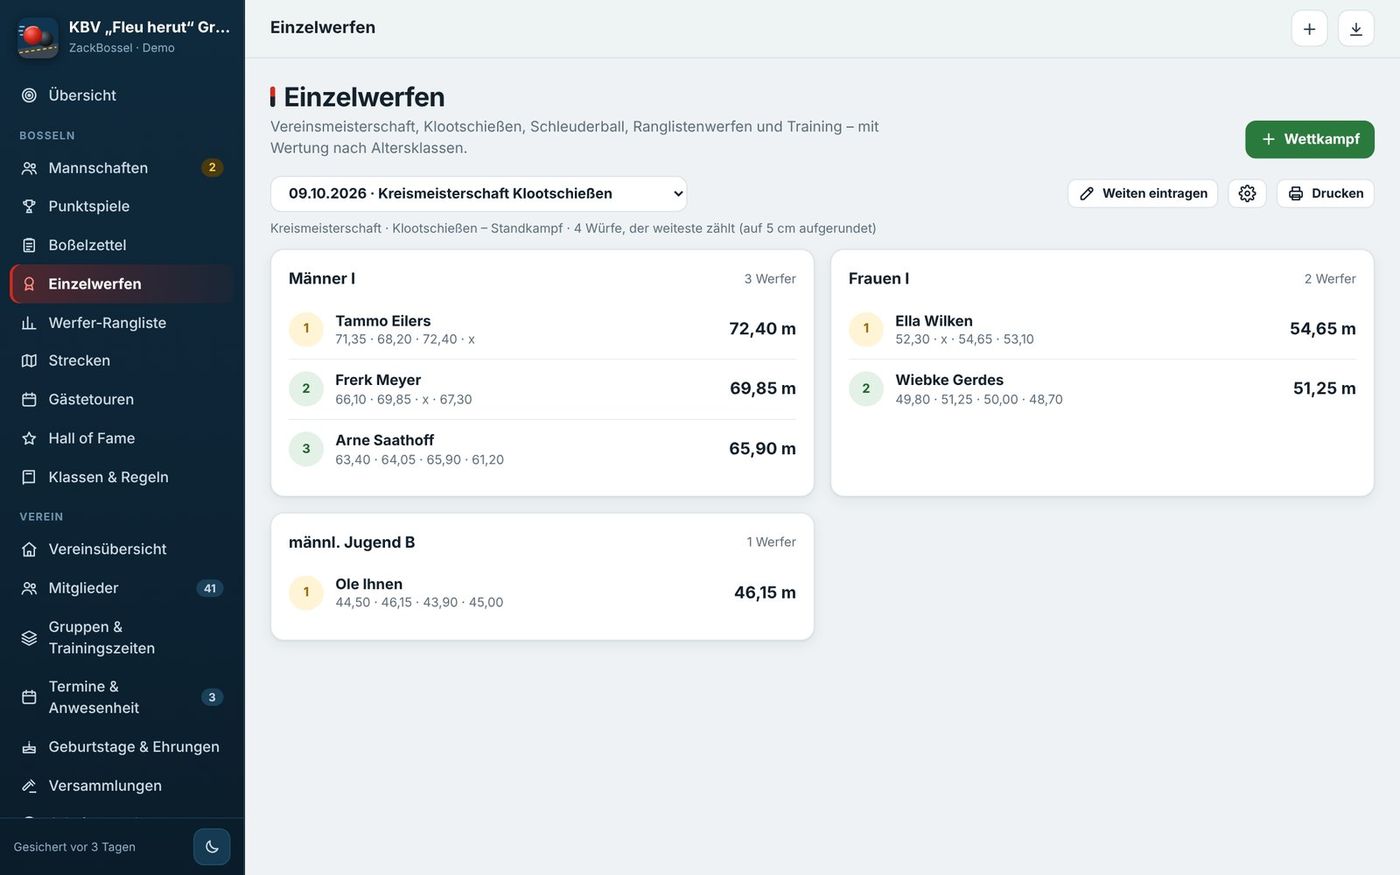 KBV „Fleu herut“ Gr...
ZackBossel · Demo
Übersicht
BOSSELN
Mannschaften 2
Punktspiele
Boßelzettel
Einzelwerfen
Werfer-Rangliste
Strecken
Gästetouren
Hall of Fame
Klassen & Regeln
VEREIN
Vereinsübersicht
Mitglieder 41
Gruppen &
Trainingszeiten
Termine &
Anwesenheit 3
Geburtstage & Ehrungen
Versammlungen
Gesichert vor 3 Tagen
Einzelwerfen
Einzelwerfen
Vereinsmeisterschaft, Klootschießen, Schleuderball, Ranglistenwerfen und Training – mit
Wertung nach Altersklassen.
Wettkampf
09.10.2026 · Kreismeisterschaft Klootschießen
Weiten eintragen
Drucken
Kreismeisterschaft · Klootschießen – Standkampf · 4 Würfe, der weiteste zählt (auf 5 cm aufgerundet)
Männer I 3 Werfer
1 Tammo Eilers 72,40 m
71,35 · 68,20 · 72,40 · x
2 Frerk Meyer 69,85 m
66,10 · 69,85 · x · 67,30
3 Arne Saathoff 65,90 m
63,40 · 64,05 · 65,90 · 61,20
Frauen I 2 Werfer
1 Ella Wilken 54,65 m
52,30 · x · 54,65 · 53,10
2 Wiebke Gerdes 51,25 m
49,80 · 51,25 · 50,00 · 48,70
männl. Jugend B 1 Werfer
1 Ole Ihnen 46,15 m
44,50 · 46,15 · 43,90 · 45,00